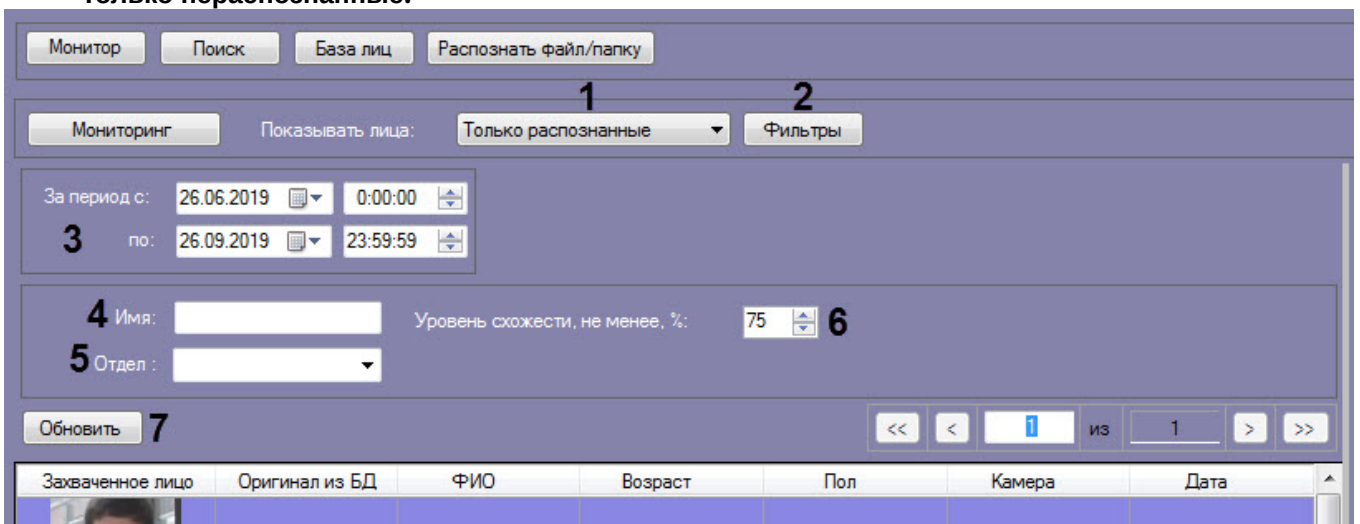 только нераспознанные.
Монитор Поиск База лиц Распознать файл/папку
1 2
Мониторинг Показывать лица: Только распознанные Фильтры
За период с: 26.06.2019 0:00:00
3 по: 26.09.2019 23:59:59
4 Имя: Уровень схожести, не менее, %: 75 6
5 Отдел :
Обновить 7 << < 1 из 1 > >>
Захваченное лицо Оригинал из БД ФИО Возраст Пол Камера Дата